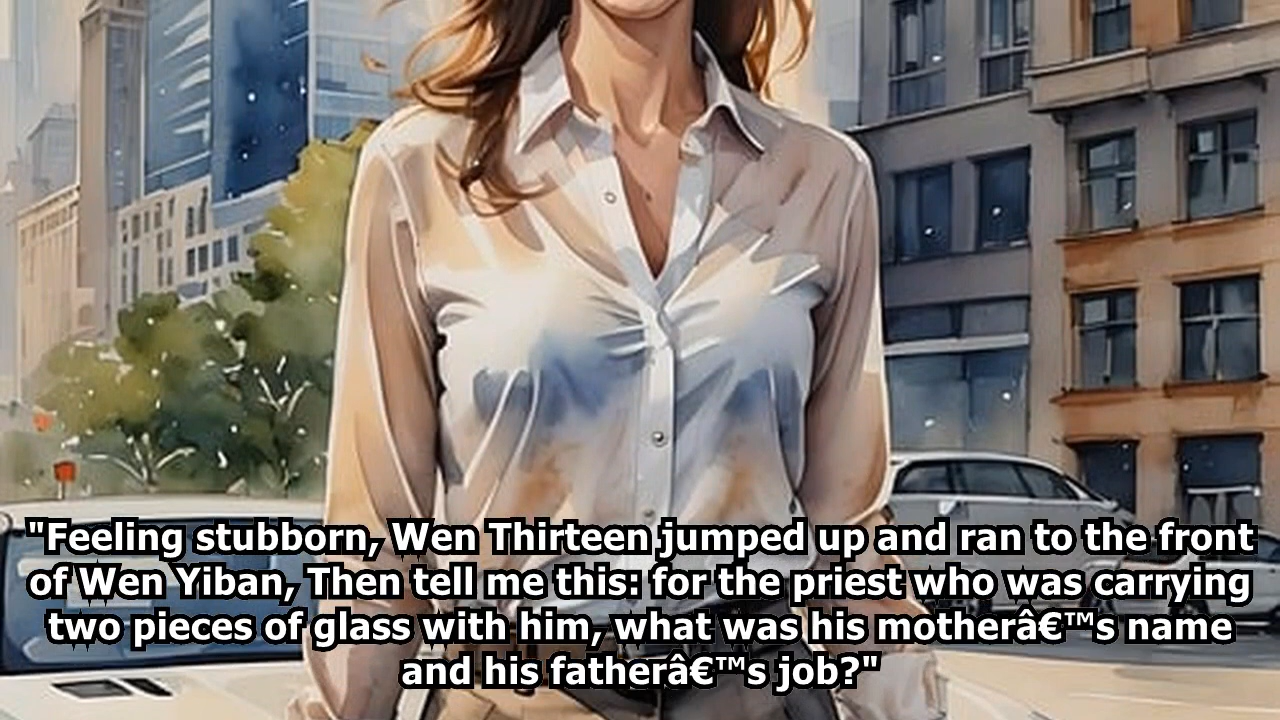 "Feeling stubborn, Wen Thirteen jumped up and ran to the front
of Wen Yiban, Then tell me this: for the priest who was carrying
two pieces of glass with him, what was his motherâ€™s name
and his fatherâ€™s job?"